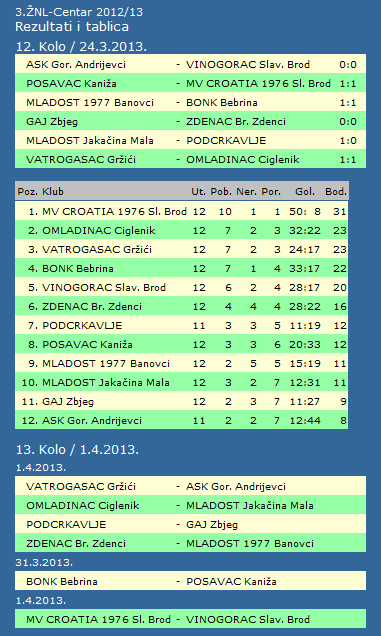 3.ŽNL-Centar 2012/13
Rezultati i tablica
12. Kolo / 24.3.2013.
ASK Gor. Andrijevci - VINOGORAC Slav. Brod 0:0
POSAVAC Kaniža - MV CROATIA 1976 Sl. Brod 1:1
MLADOST 1977 Banovci - BONK Bebrina 1:1
GAJ Zbjeg - ZDENAC Br. Zdenci 0:0
MLADOST Jakačina Mala - PODCRKAVLJE 1:0
VATROGASAC Gržići - OMLADINAC Ciglenik 1:1
Poz. Klub Ut. Pob. Ner. Por. Gol. Bod.
1. MV CROATIA 1976 Sl. Brod 12 10 1 1 50: 8 31
2. OMLADINAC Ciglenik 12 7 2 3 32:22 23
3. VATROGASAC Gržići 12 7 2 3 24:17 23
4. BONK Bebrina 12 7 1 4 33:17 22
5. VINOGORAC Slav. Brod 12 6 2 4 28:17 20
6. ZDENAC Br. Zdenci 12 4 4 4 28:22 16
7. PODCRKAVLJE 11 3 3 5 11:19 12
8. POSAVAC Kaniža 12 3 3 6 20:33 12
9. MLADOST 1977 Banovci 12 2 5 5 15:19 11
10. MLADOST Jakačina Mala 12 3 2 7 12:31 11
11. GAJ Zbjeg 12 2 3 7 11:27 9
12. ASK Gor. Andrijevci 11 2 2 7 12:44 8
13. Kolo / 1.4.2013.
1.4.2013.
VATROGASAC Gržići - ASK Gor. Andrijevci
OMLADINAC Ciglenik - MLADOST Jakačina Mala
PODCRKAVLJE - GAJ Zbjeg
ZDENAC Br. Zdenci - MLADOST 1977 Banovci
31.3.2013.
BONK Bebrina - POSAVAC Kaniža
1.4.2013.
MV CROATIA 1976 Sl. Brod - VINOGORAC Slav. Brod